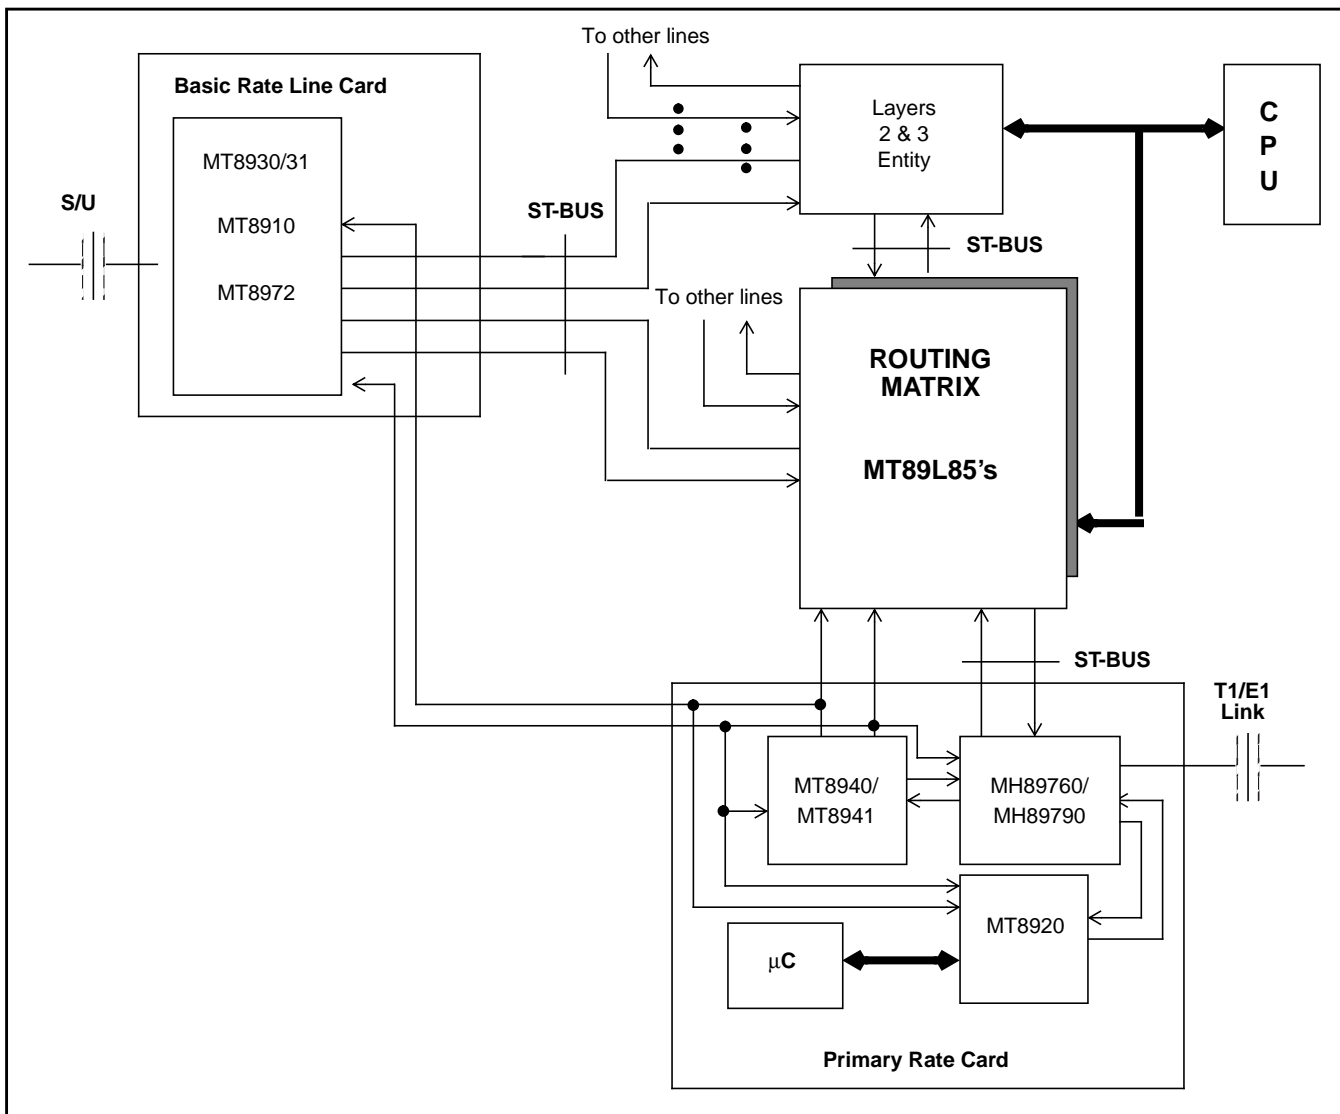 To other lines
Basic Rate Line Card
MT8930/31
MT8910
MT8972
S/U
ST-BUS
Layers
2 & 3
Entity
C
P
U
ST-BUS
To other lines
ROUTING
MATRIX
MT89L85's
ST-BUS
T1/E1
Link
MT8940/
MT8941
MH89760/
MH89790
MT8920
µC
Primary Rate Card